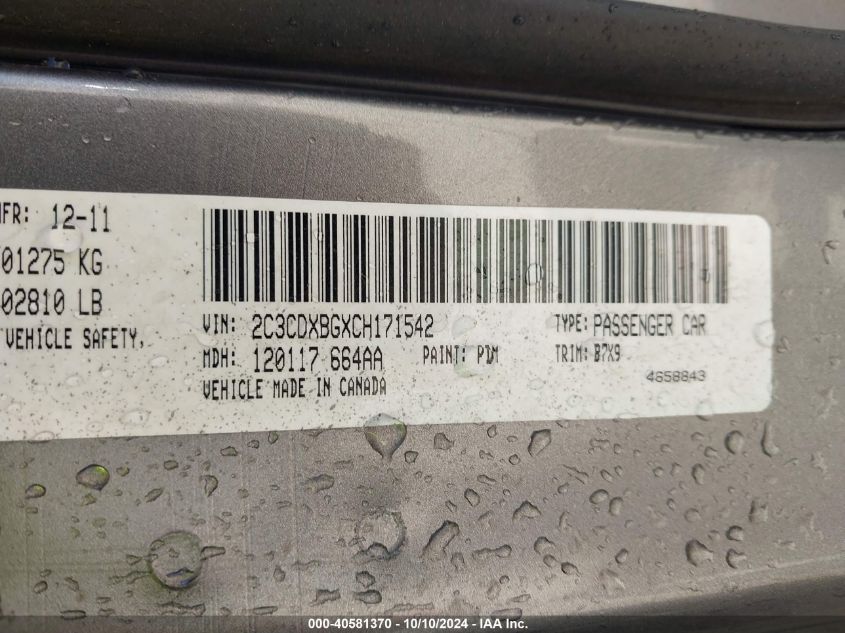 MFR: 12-11
01275 KG
02810 LB
VEHICLE SAFETY,
VIN: 2C3CDXBGXCH171542 TYPE: PASSENGER CAR
MDH: 120117 664AA PAINT: PDM TRIM: B7X9
VEHICLE MADE IN CANADA 4658843
000-40581370 - 10/10/2024 - IAA Inc.